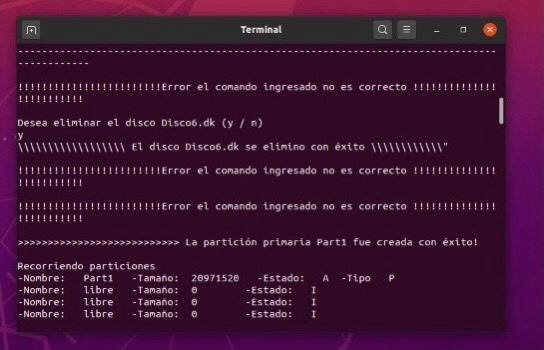 Terminal
--------------------------------------------------------------------------------
------------
!!!!!!!!!!!!!!!!!!!!!!!!Error el comando ingresado no es correcto !!!!!!!!!!!!!!
!!!!!!!!!!!
Desea eliminar el disco Disco6.dk (y / n)
y
\\\\\\\\\\\\\\\\\\ El disco Disco6.dk se elimino con éxito \\\\\\\\\\\\"
!!!!!!!!!!!!!!!!!!!!!!!!Error el comando ingresado no es correcto !!!!!!!!!!!!!!
!!!!!!!!!!!
!!!!!!!!!!!!!!!!!!!!!!!!Error el comando ingresado no es correcto !!!!!!!!!!!!!!
!!!!!!!!!!!
>>>>>>>>>>>>>>>>>>>>>>>>>>> La partición primaria Part1 fue creada con éxito!
Recorriendo particiones
-Nombre:   Part1   -Tamaño:  20971520   -Estado:   A  -Tipo   P
-Nombre:   libre   -Tamaño:  0        -Estado:   I
-Nombre:   libre   -Tamaño:  0        -Estado:   I
-Nombre:   libre   -Tamaño:  0        -Estado:   I